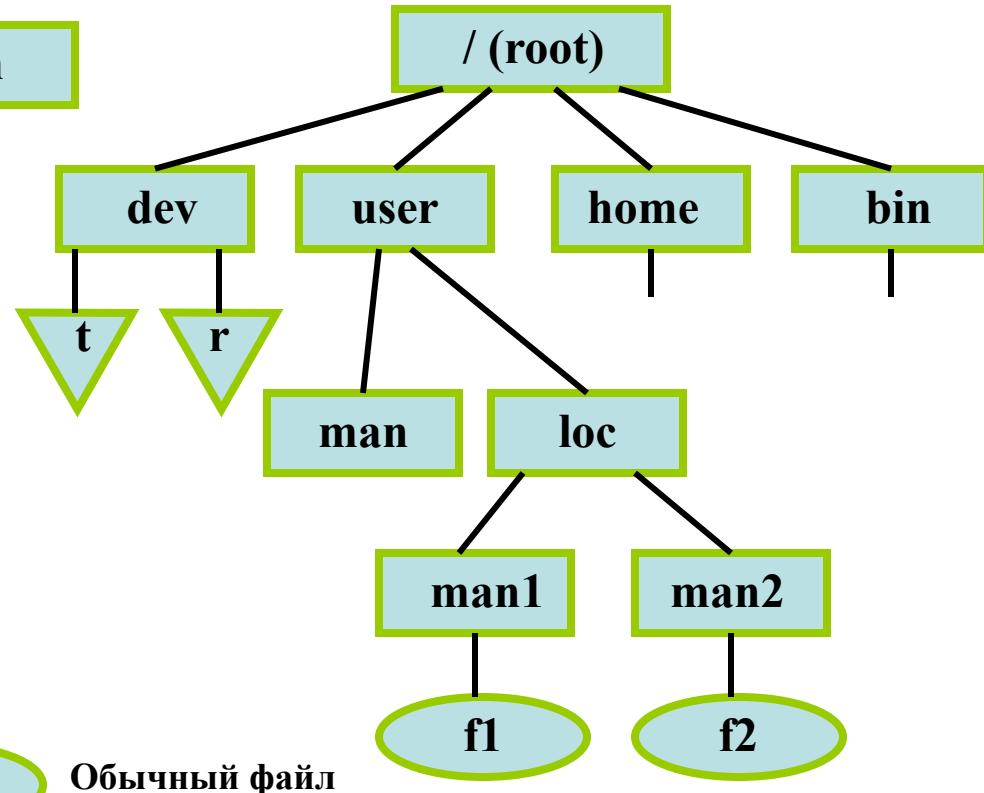 / (root)
dev
user
home
bin
t
r
man
loc
man1
man2
f1
f2
Обычный файл